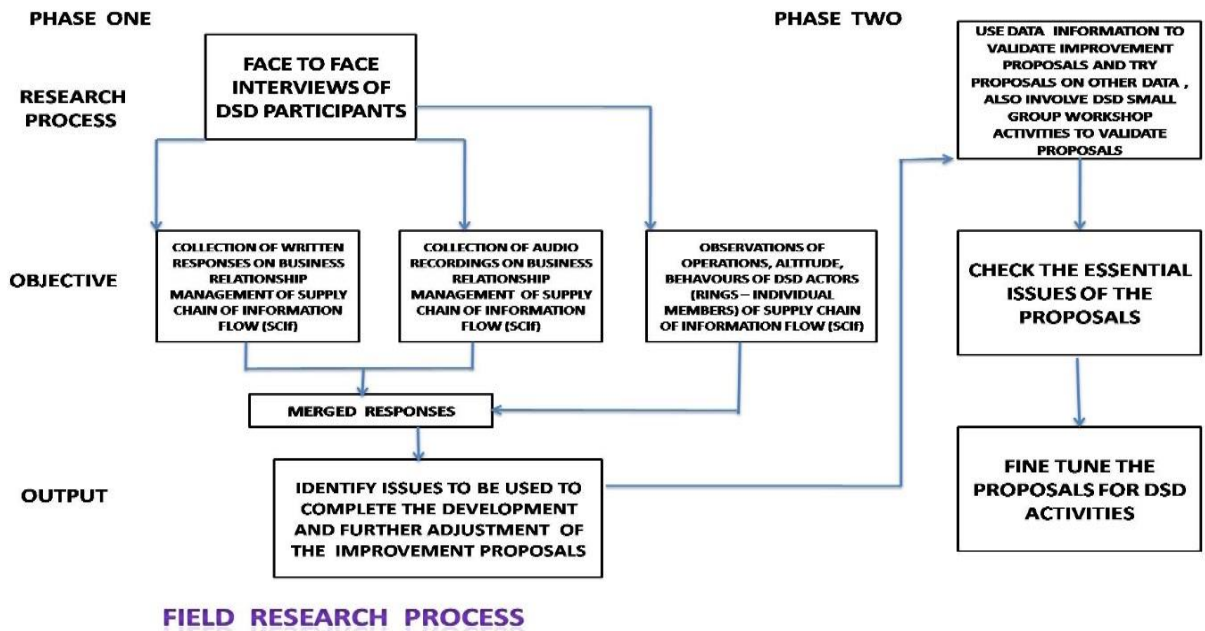 PHASE ONE
PHASE TWO
RESEARCH
PROCESS
FACE TO FACE
INTERVIEWS OF
DSD PARTICIPANTS
USE DATA INFORMATION TO
VALIDATE IMPROVEMENT
PROPOSALS AND TRY
PROPOSALS ON OTHER DATA ,
ALSO INVOLVE DSD SMALL
GROUP WORKSHOP
ACTIVITIES TO VALIDATE
PROPOSALS
OBJECTIVE
COLLECTION OF WRITTEN
RESPONSES ON BUSINESS
RELATIONSHIP
MANAGEMENT OF SUPPLY
CHAIN OF INFORMATION
FLOW (SCIf)
COLLECTION OF AUDIO
RECORDINGS ON BUSINESS
RELATIONSHIP
MANAGEMENT OF SUPPLY
CHAIN OF INFORMATION
FLOW (SCIf)
OBSERVATIONS OF
OPERATIONS, ALTITUDE,
BEHAVOURS OF DSD ACTORS
(RINGS – INDIVIDUAL
MEMBERS) OF SUPPLY CHAIN
OF INFORMATION FLOW (SCIf)
CHECK THE ESSENTIAL
ISSUES OF THE
PROPOSALS
MERGED RESPONSES
OUTPUT
IDENTIFY ISSUES TO BE USED TO
COMPLETE THE DEVELOPMENT
AND FURTHER ADJUSTMENT OF
THE IMPROVEMENT PROPOSALS
FINE TUNE THE
PROPOSALS FOR DSD
ACTIVITIES
FIELD RESEARCH PROCESS